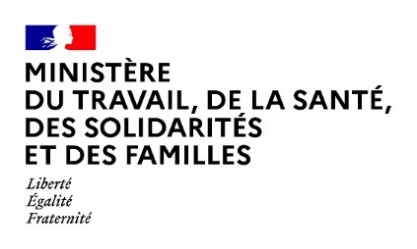 MINISTÈRE
DU TRAVAIL, DE LA SANTÉ,
DES SOLIDARITÉS
ET DES FAMILLES
Liberté
Égalité
Fraternité